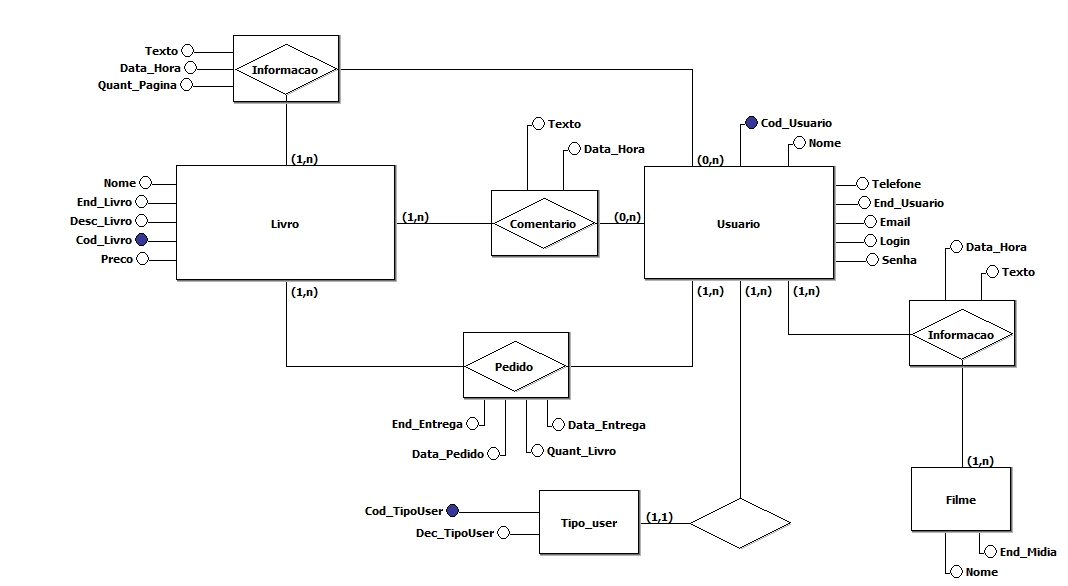 Texto
Data_Hora
Quant_Pagina
Informacao
(1,n)
(0,n)
Texto
Data_Hora
Cod_Usuario
Nome
Nome
End_Livro
Desc_Livro
Cod_Livro
Preco
Livro
(1,n)
Comentario
(0,n)
Usuario
Telefone
End_Usuario
Email
Login
Senha
(1,n)
(1,n)
(1,n)
(1,n)
Data_Hora
Texto
Informacao
Pedido
End_Entrega
Data_Pedido
Quant_Livro
Data_Entrega
(1,n)
Filme
End_Midia
Nome
Cod_TipoUser
Dec_TipoUser
Tipo_user
(1,1)